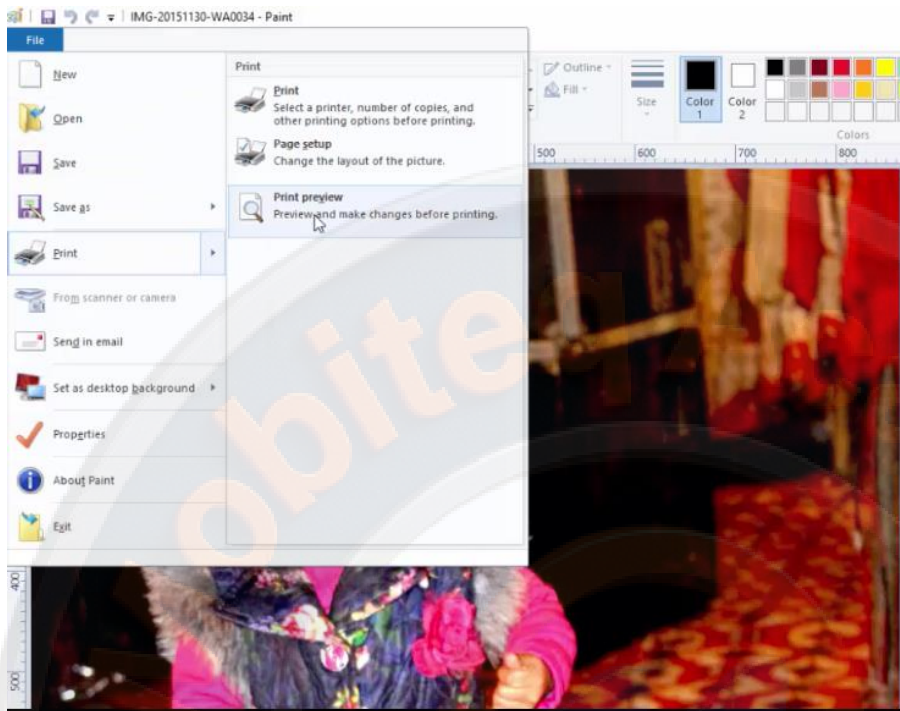 IMG-20151130-WA0034 - Paint
File
New
Open
Save
Save as
Print
From scanner or camera
Send in email
Set as desktop background
Properties
About Paint
Exit
Print
Print
Select a printer, number of copies, and
other printing options before printing.
Page setup
Change the layout of the picture.
Print preview
Preview and make changes before printing.
Outline
Fill
Size
Color
1
Color
2
Colors
500
600
700
800
400
500